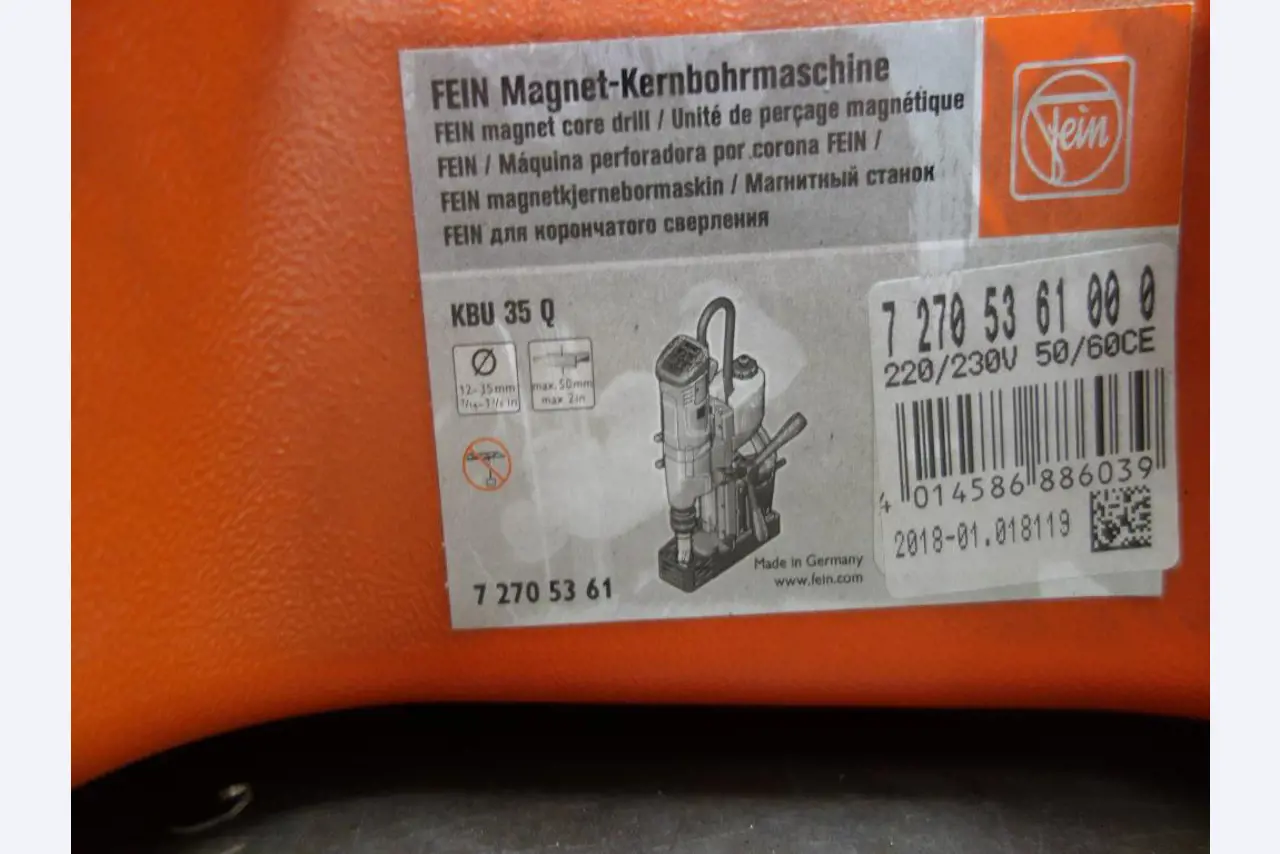 FEIN Magnet-Kernbohrmaschine
FEIN magnet core drill / Unité de perçage magnétique
FEIN / Máquina perforadora por corona FEIN /
FEIN magnetkjernebormaskin / Магнитный станок
FEIN для корончатого сверления
Fein
KBU 35 Q
12-35mm
max. 50mm
max 2in
7 270 53 61 00 0
220/230V 50/60CE
4 014586 886039
2018-01.018119
Made in Germany
www.fein.com
7 270 53 61